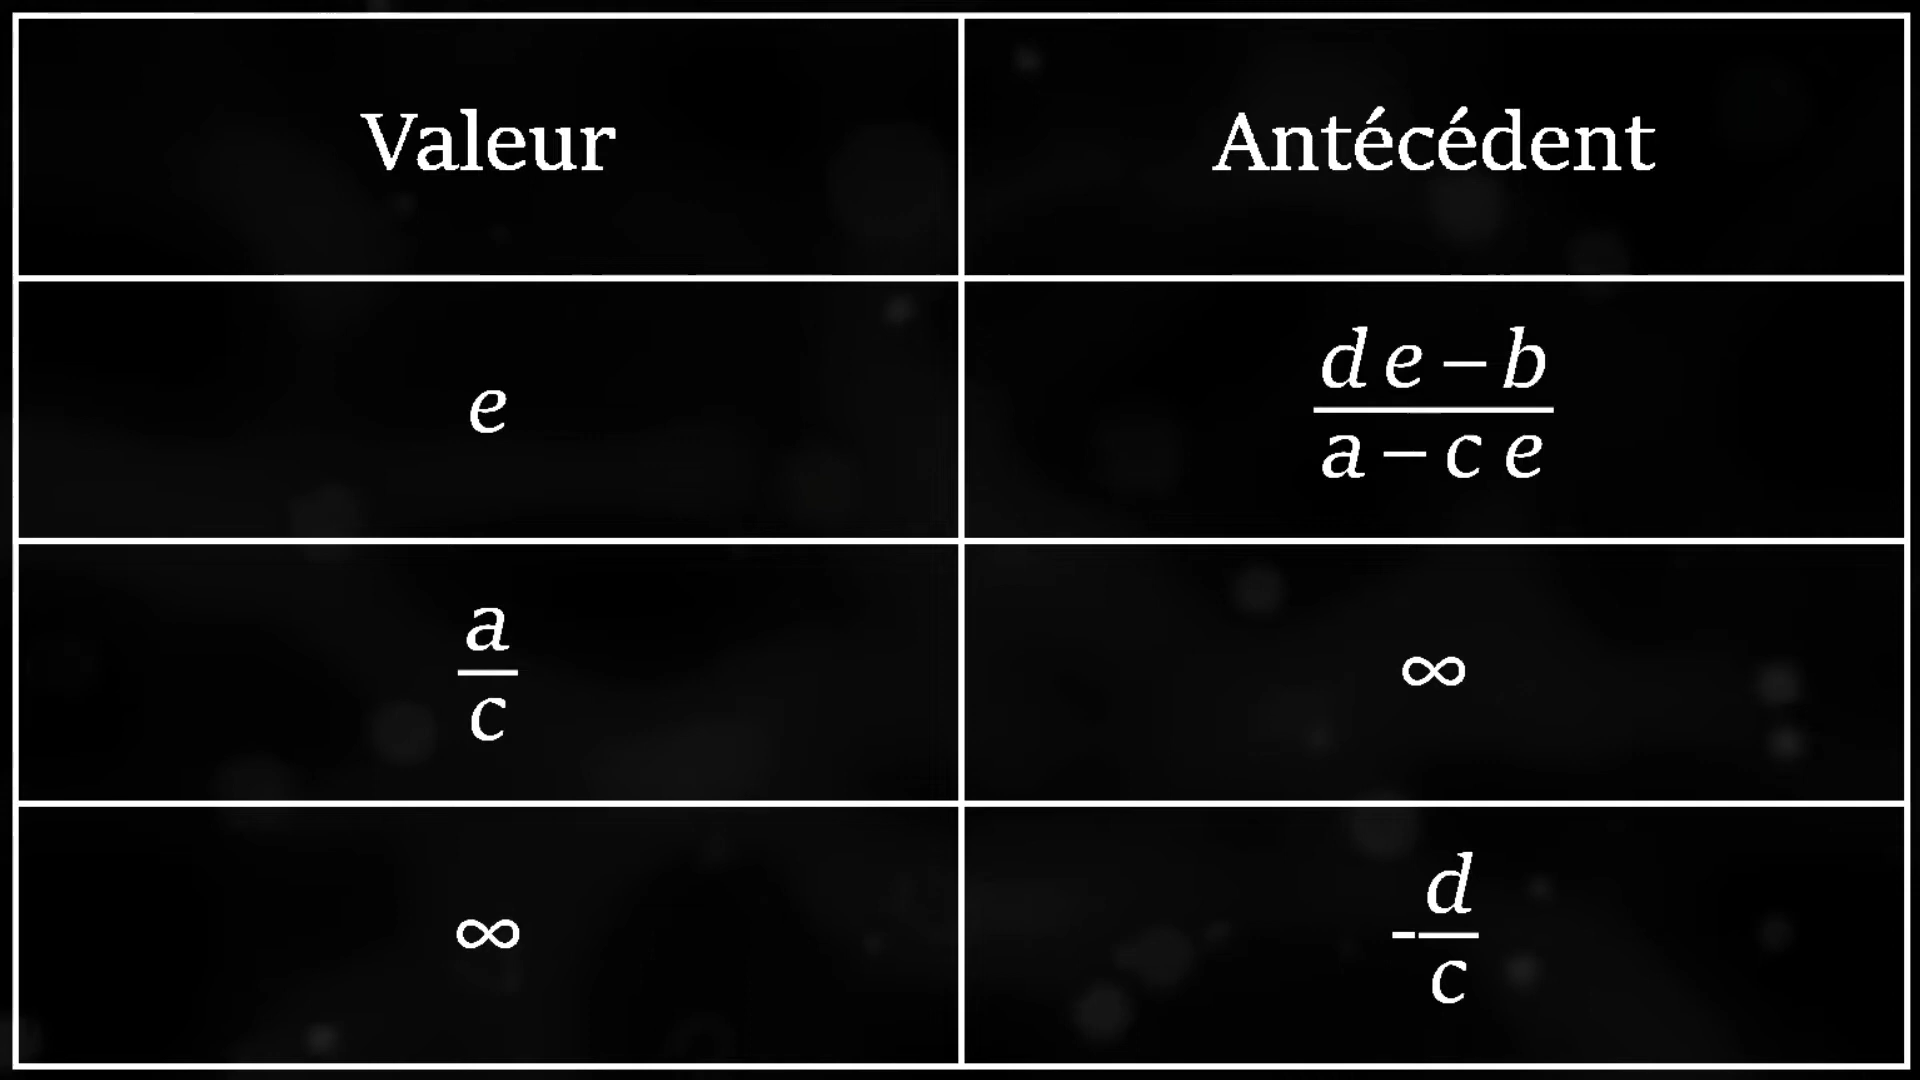 Valeur Antécédent
e (d e – b)/(a – c e)
a/c ∞
∞ -d/c